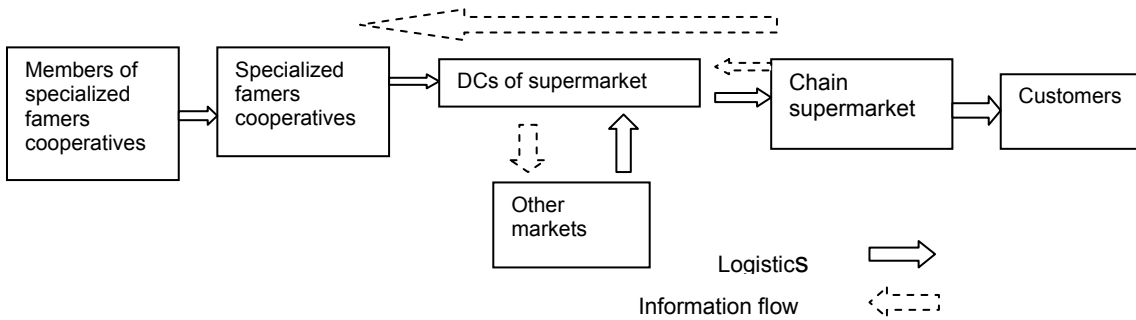 Members of
specialized
famers
cooperatives
Specialized
famers
cooperatives
DCs of supermarket
Chain
supermarket
Customers
Other
markets
Logistics
Information flow